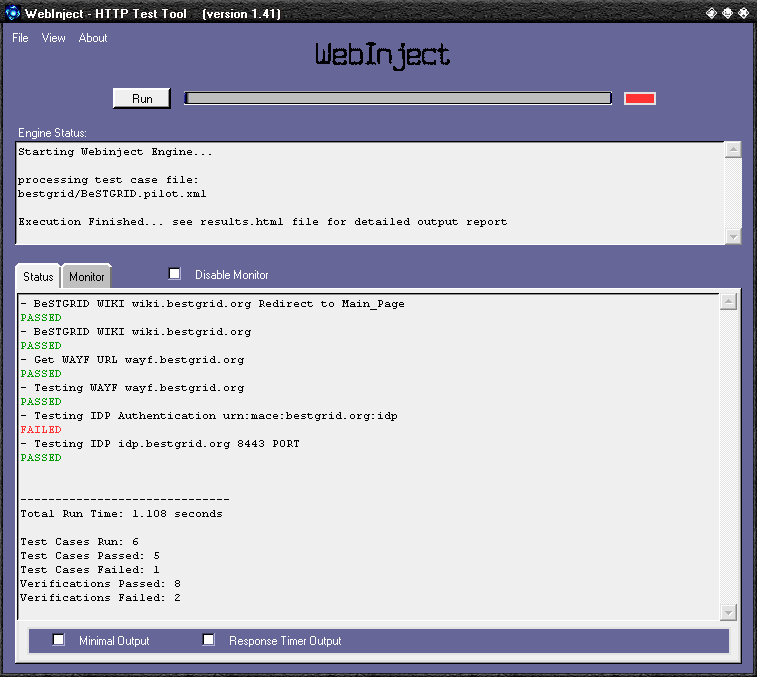 WebInject - HTTP Test Tool (version 1.41)
File View About
WebInject
Run
Engine Status:
Starting Webinject Engine...
processing test case file:
bestgrid/BeSTGRID.pilot.xml
Execution Finished... see results.html file for detailed output report
Status Monitor Disable Monitor
- BeSTGRID WIKI wiki.bestgrid.org Redirect to Main_Page
PASSED
- BeSTGRID WIKI wiki.bestgrid.org
PASSED
- Get WAYF URL wayf.bestgrid.org
PASSED
- Testing WAYF wayf.bestgrid.org
PASSED
- Testing IDP Authentication urn:mace:bestgrid.org:idp
FAILED
- Testing IDP idp.bestgrid.org 8443 PORT
PASSED
------------------------------
Total Run Time: 1.108 seconds
Test Cases Run: 6
Test Cases Passed: 5
Test Cases Failed: 1
Verifications Passed: 8
Verifications Failed: 2
Minimal Output Response Timer Output